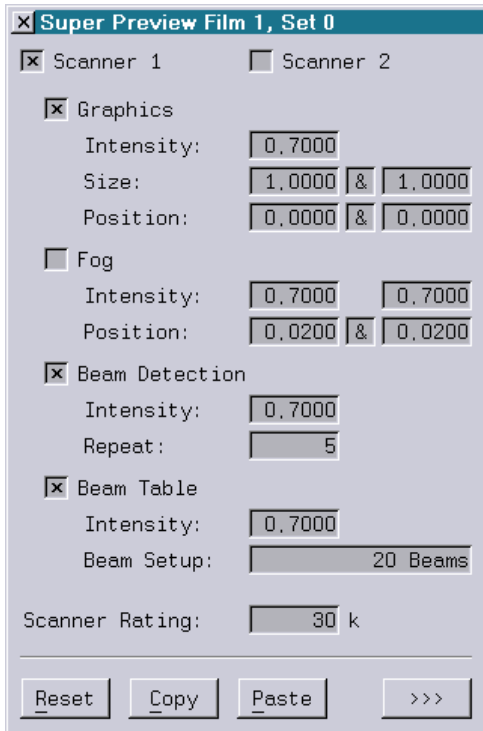 Super Preview Film 1, Set 0
Scanner 1 Scanner 2
Graphics
Intensity: 0,7000
Size: 1,0000 & 1,0000
Position: 0,0000 & 0,0000
Fog
Intensity: 0,7000 0,7000
Position: 0,0200 & 0,0200
Beam Detection
Intensity: 0,7000
Repeat: 5
Beam Table
Intensity: 0,7000
Beam Setup: 20 Beams
Scanner Rating: 30 k
Reset Copy Paste >>>